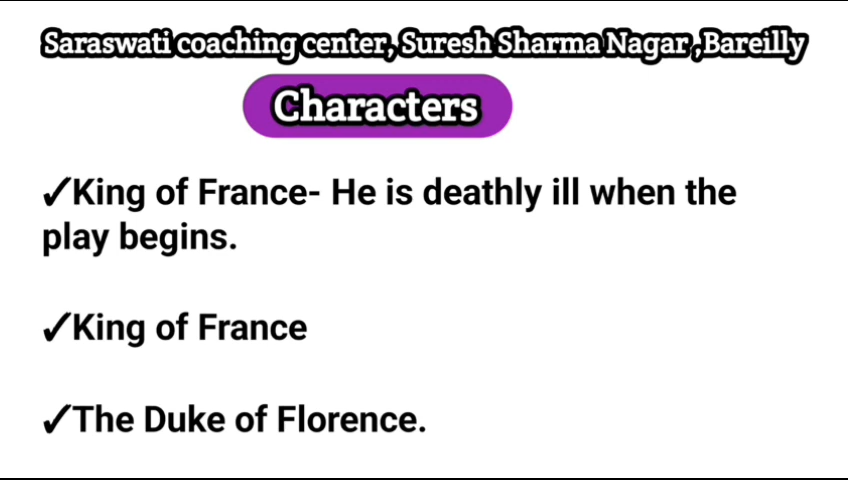 Saraswati coaching center, Suresh Sharma Nagar ,Bareilly
Characters
✓King of France- He is deathly ill when the
play begins.
✓King of France
✓The Duke of Florence.